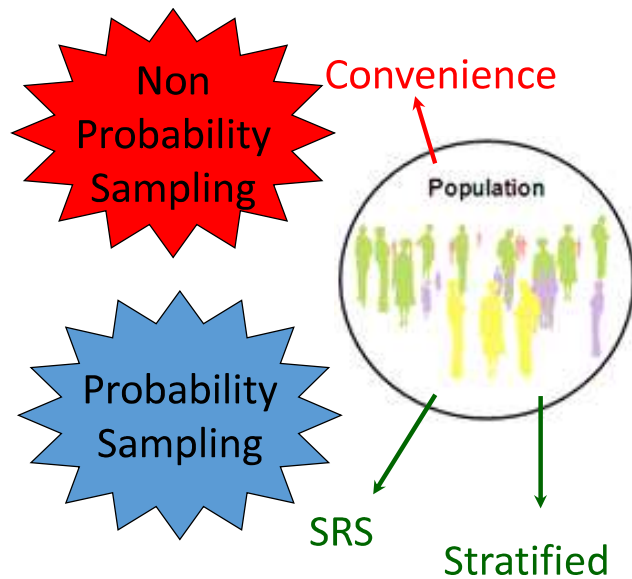 Non
Probability
Sampling
Convenience
Population
Probability
Sampling
SRS
Stratified